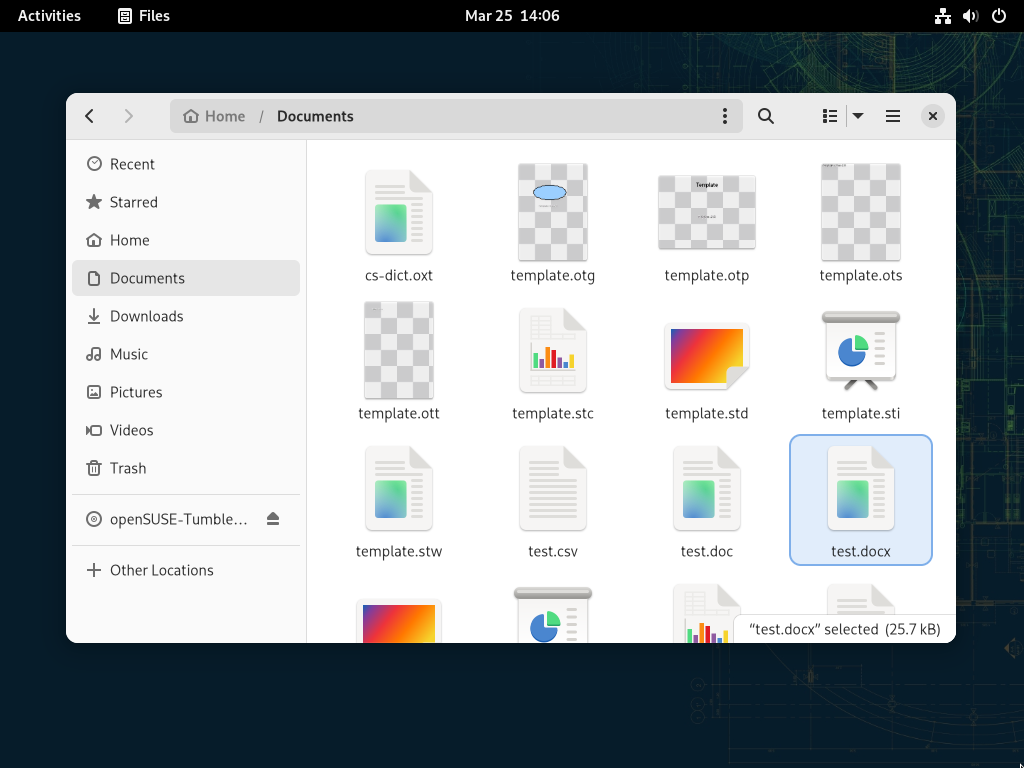 Activities
Files
Mar 25 14:06
Home / Documents
Recent
Starred
Home
Documents
Downloads
Music
Pictures
Videos
Trash
openSUSE-Tumble…
Other Locations
Template
cs-dict.oxt
template.otg
template.otp
template.ots
template.ott
template.stc
template.std
template.sti
template.stw
test.csv
test.doc
test.docx
“test.docx” selected (25.7 kB)